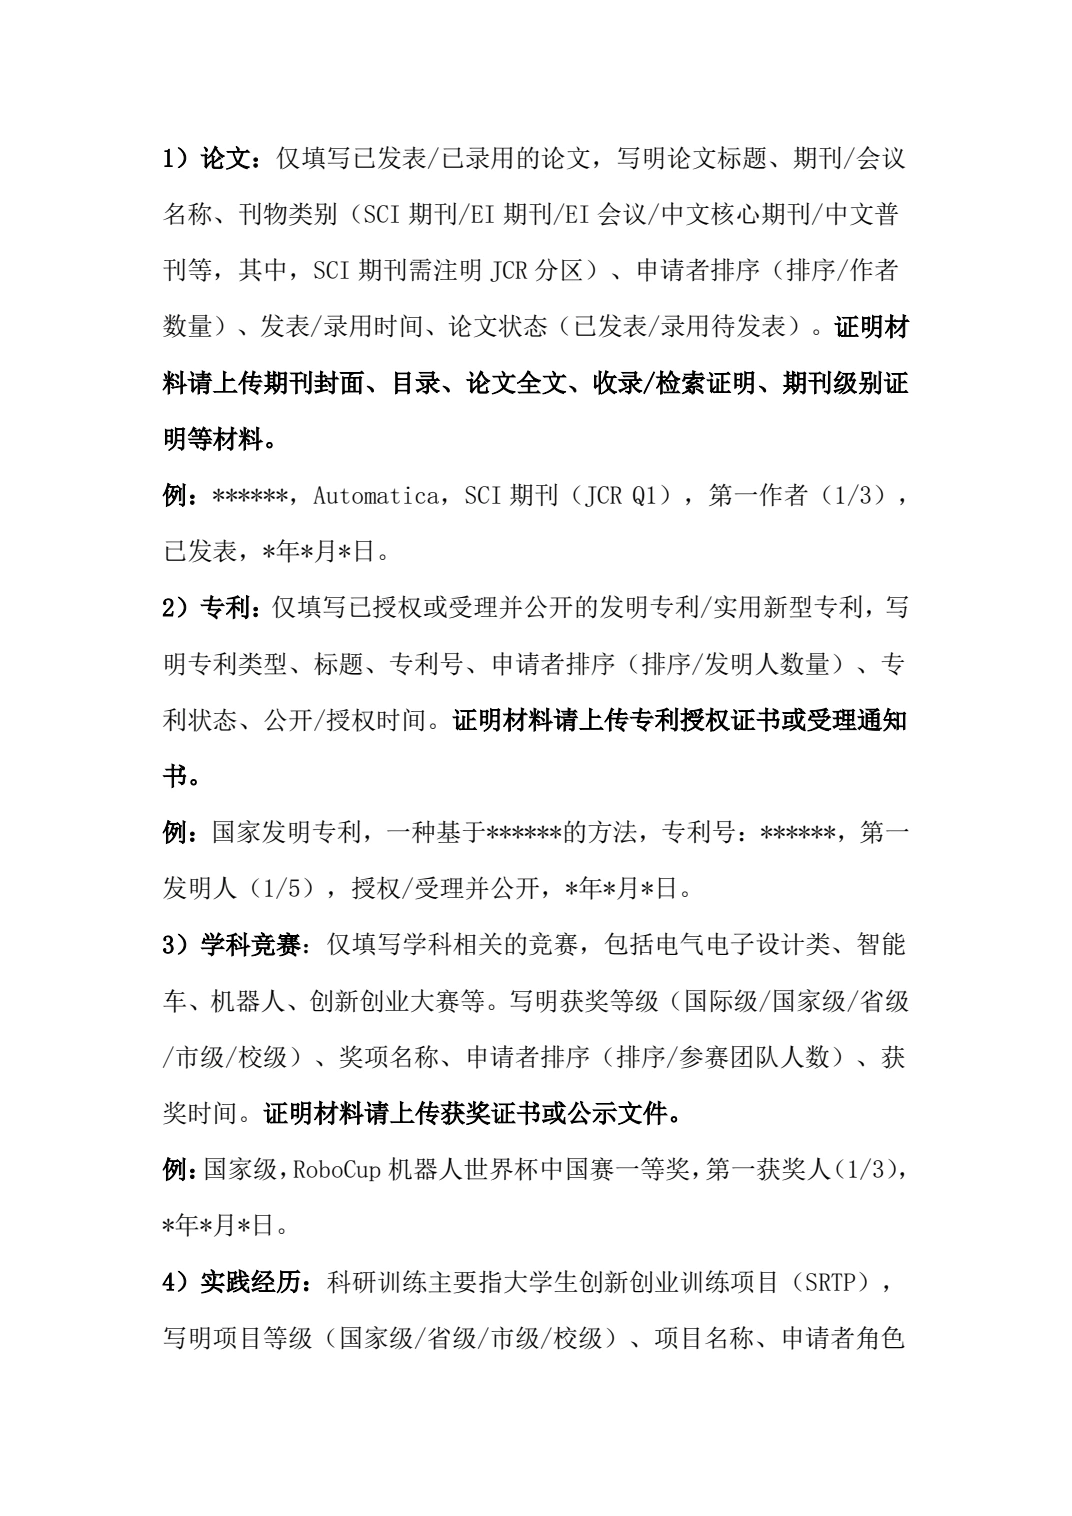 1）论文：仅填写已发表/已录用的论文，写明论文标题、期刊/会议
名称、刊物类别（SCI 期刊/EI 期刊/EI 会议/中文核心期刊/中文普
刊等，其中，SCI 期刊需注明 JCR 分区）、申请者排序（排序/作者
数量）、发表/录用时间、论文状态（已发表/录用待发表）。证明材
料请上传期刊封面、目录、论文全文、收录/检索证明、期刊级别证
明等材料。
例：******，Automatica，SCI 期刊（JCR Q1），第一作者（1/3），
已发表，*年*月*日。
2）专利：仅填写已授权或受理并公开的发明专利/实用新型专利，写
明专利类型、标题、专利号、申请者排序（排序/发明人数量）、专
利状态、公开/授权时间。证明材料请上传专利授权证书或受理通知
书。
例：国家发明专利，一种基于******的方法，专利号：******，第一
发明人（1/5），授权/受理并公开，*年*月*日。
3）学科竞赛：仅填写学科相关的竞赛，包括电气电子设计类、智能
车、机器人、创新创业大赛等。写明获奖等级（国际级/国家级/省级
/市级/校级）、奖项名称、申请者排序（排序/参赛团队人数）、获
奖时间。证明材料请上传获奖证书或公示文件。
例：国家级，RoboCup 机器人世界杯中国赛一等奖，第一获奖人（1/3），
*年*月*日。
4）实践经历：科研训练主要指大学生创新创业训练项目（SRTP），
写明项目等级（国家级/省级/市级/校级）、项目名称、申请者角色